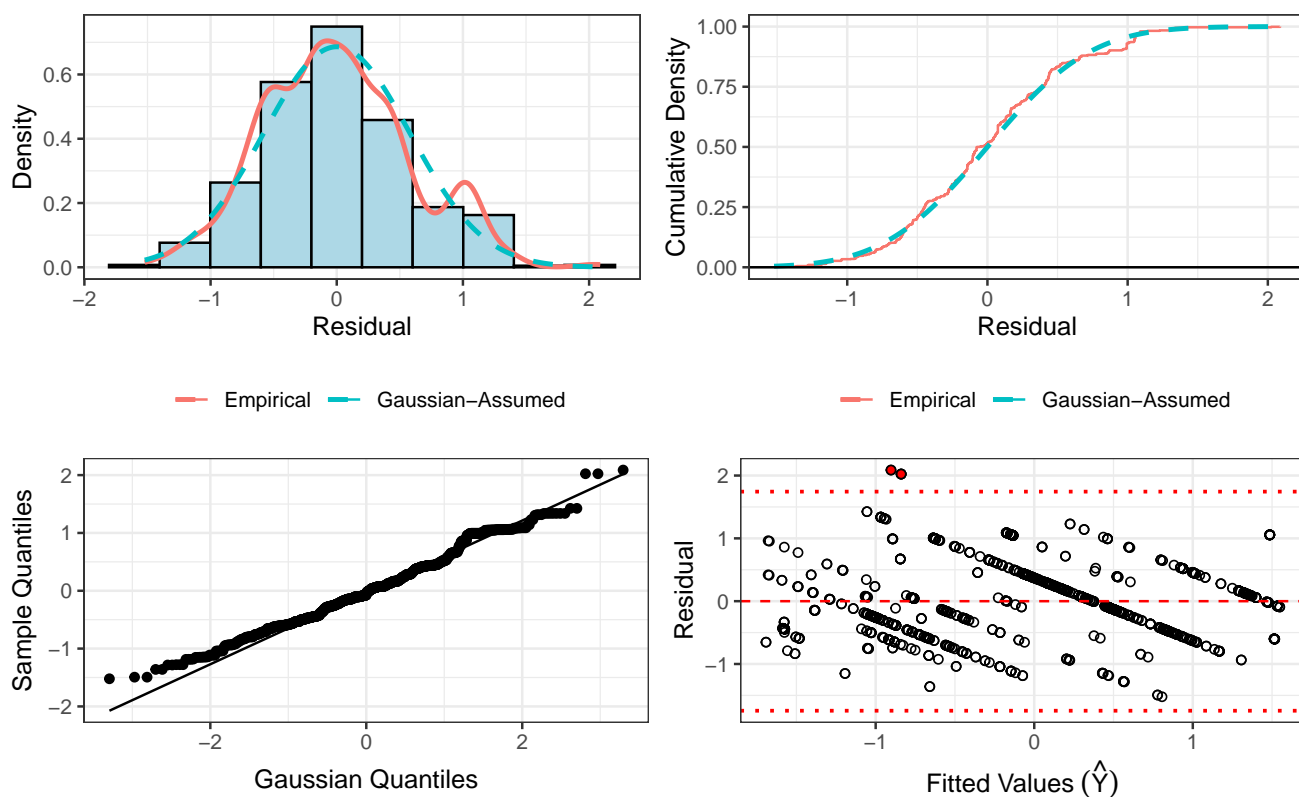 Density
0.6
0.4
0.2
0.0
−2 −1 0 1 2
Residual
Cumulative Density
1.00
0.75
0.50
0.25
0.00
−1 0 1 2
Residual
Empirical Gaussian−Assumed
Empirical Gaussian−Assumed
Sample Quantiles
2
1
0
−1
−2
−2 0 2
Gaussian Quantiles
Residual
2
1
0
−1
−1 0 1
Fitted Values (Ŷ)